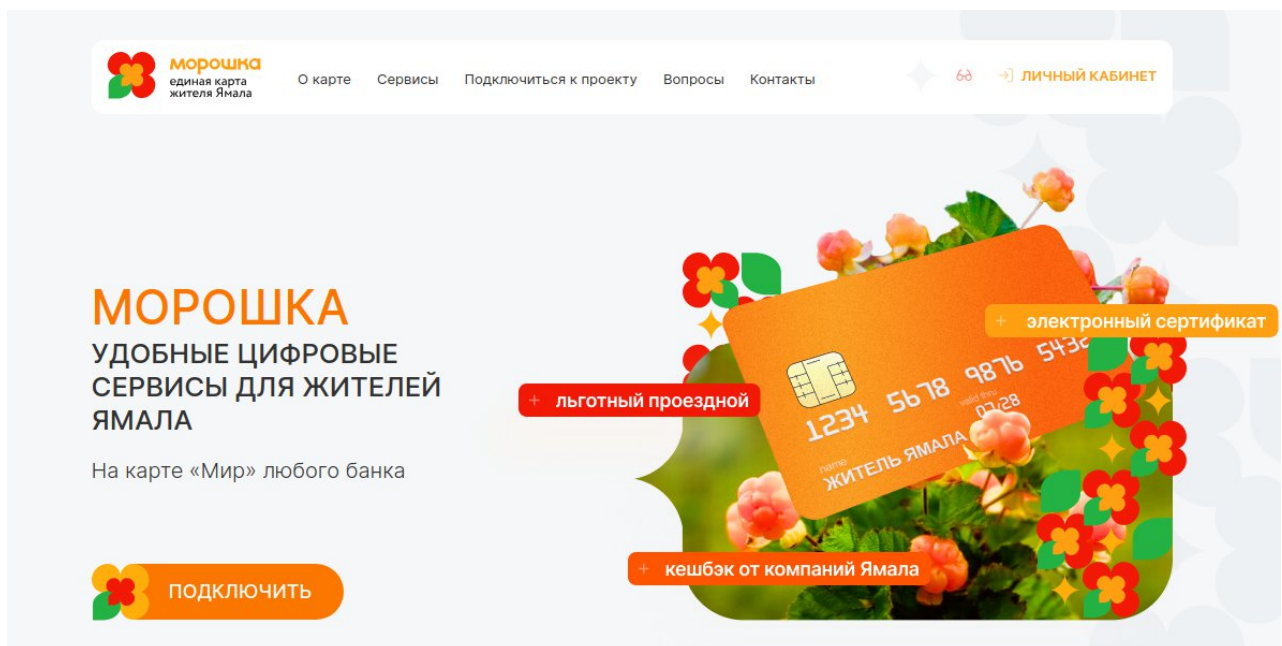 морошка
единая карта
жителя Ямала
О карте Сервисы Подключиться к проекту Вопросы Контакты
ЛИЧНЫЙ КАБИНЕТ
МОРОШКА
УДОБНЫЕ ЦИФРОВЫЕ
СЕРВИСЫ ДЛЯ ЖИТЕЛЕЙ
ЯМАЛА
На карте «Мир» любого банка
ПОДКЛЮЧИТЬ
+ электронный сертификат
+ льготный проездной
1234 5678 9876 5432
valid thru
07/28
name
ЖИТЕЛЬ ЯМАЛА
+ кешбэк от компаний Ямала